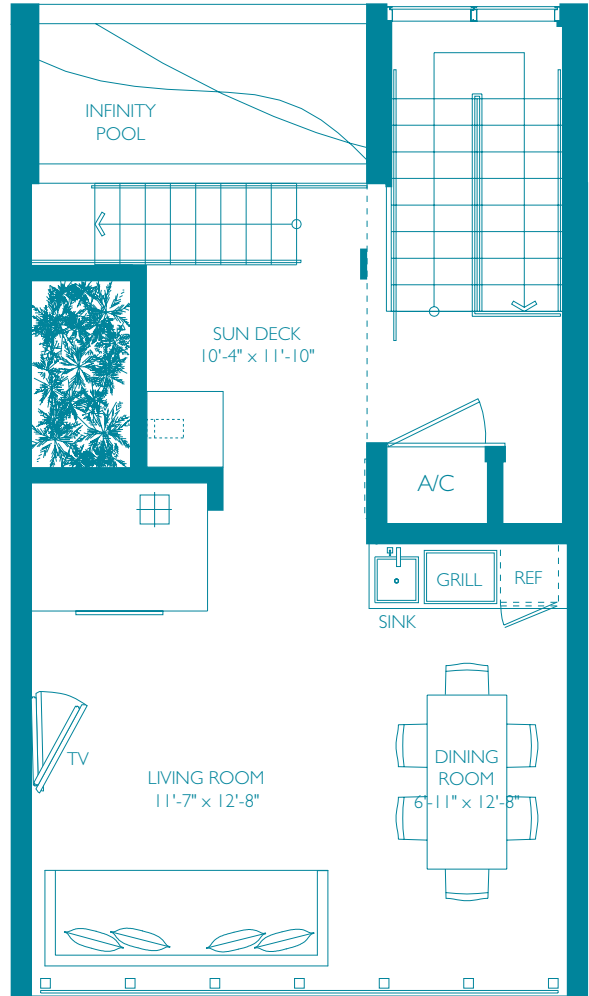 INFINITY
POOL
SUN DECK
10'-4" x 11'-10"
A/C
GRILL
REF
SINK
TV
LIVING ROOM
11'-7" x 12'-8"
DINING
ROOM
6'-11" x 12'-8"